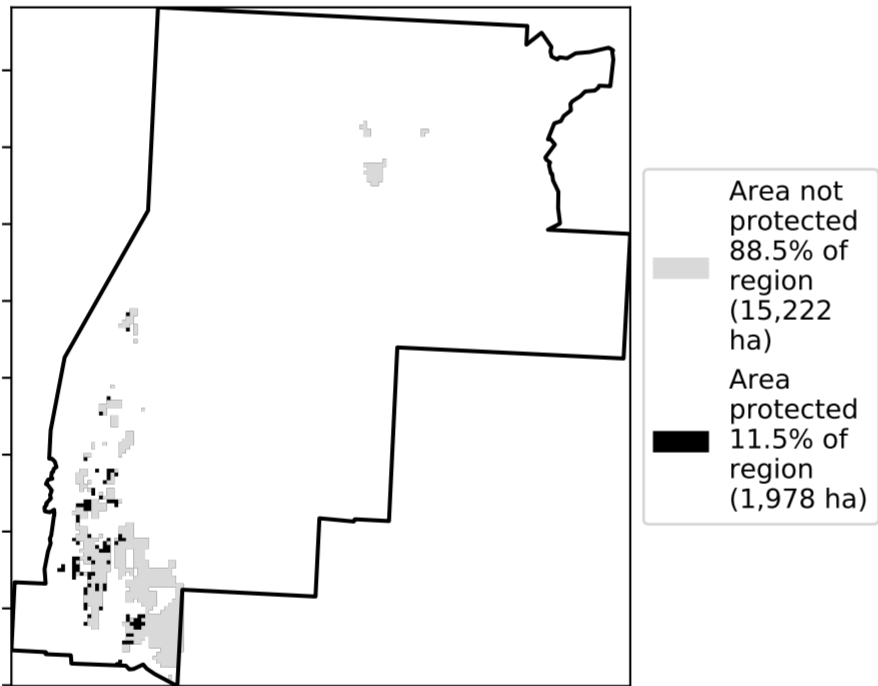 Area not
protected
88.5% of
region
(15,222
ha)
Area
protected
11.5% of
region
(1,978 ha)